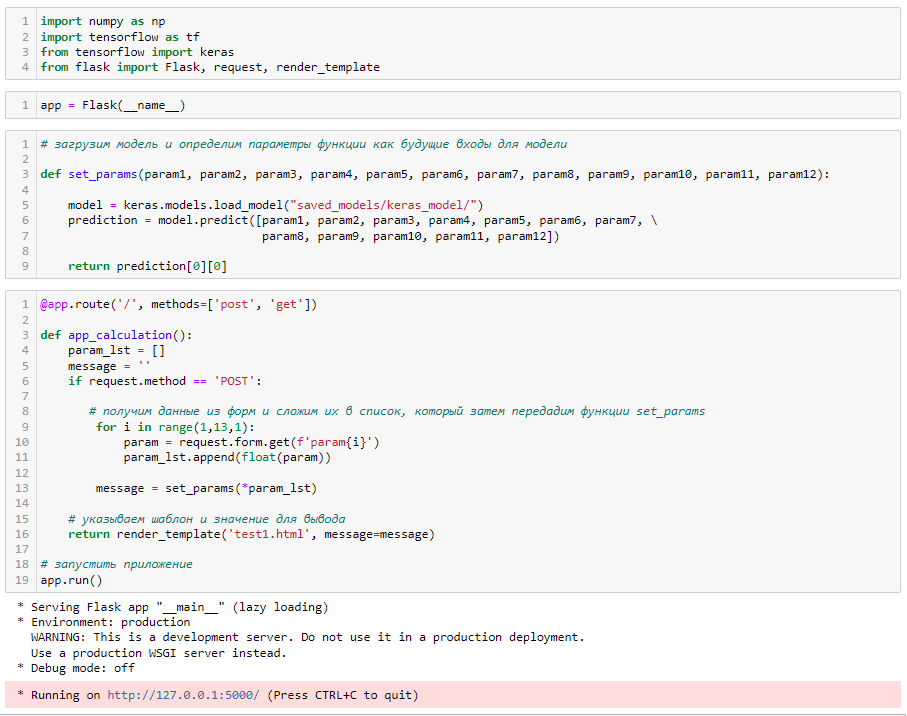 1 import numpy as np
2 import tensorflow as tf
3 from tensorflow import keras
4 from flask import Flask, request, render_template
1 app = Flask(__name__)
1 # загрузим модель и определим параметры функции как будущие входы для модели
2
3 def set_params(param1, param2, param3, param4, param5, param6, param7, param8, param9, param10, param11, param12):
4
5     model = keras.models.load_model("saved_models/keras_model/")
6     prediction = model.predict([param1, param2, param3, param4, param5, param6, param7, \
7                                 param8, param9, param10, param11, param12])
8
9     return prediction[0][0]
1 @app.route('/', methods=['post', 'get'])
2
3 def app_calculation():
4     param_lst = []
5     message = ''
6     if request.method == 'POST':
7
8        # получим данные из форм и сложим их в список, который затем передадим функции set_params
9         for i in range(1,13,1):
10             param = request.form.get(f'param{i}')
11             param_lst.append(float(param))
12
13         message = set_params(*param_lst)
14
15     # указываем шаблон и значение для вывода
16     return render_template('test1.html', message=message)
17
18 # запустить приложение
19 app.run()
* Serving Flask app "__main__" (lazy loading)
* Environment: production
  WARNING: This is a development server. Do not use it in a production deployment.
  Use a production WSGI server instead.
* Debug mode: off
* Running on http://127.0.0.1:5000/ (Press CTRL+C to quit)